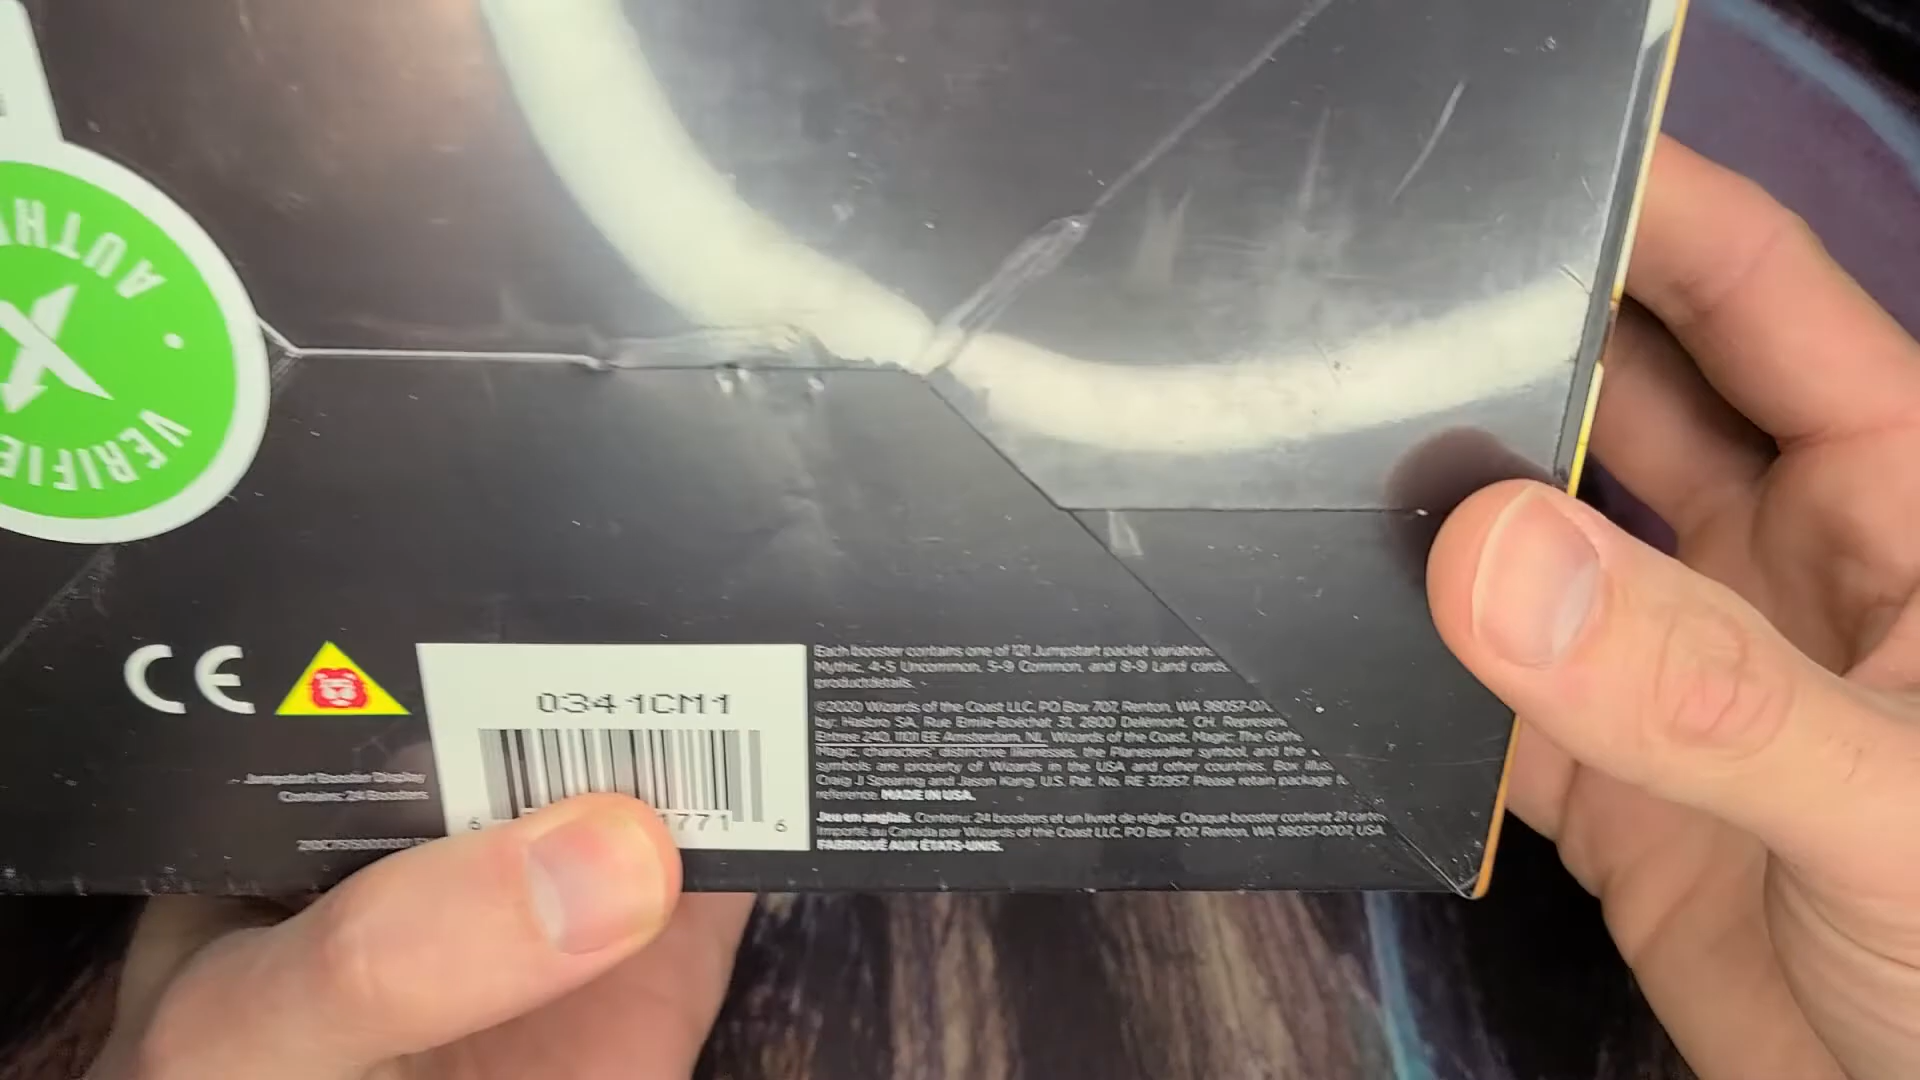 AUTH
VERIFIE
X
CE
0341CM1
6 1771 6
Jumpstart Booster Display
Contains: 24 Boosters
Each booster contains one of 121 Jumpstart packet variation
Mythic, 4-5 Uncommon, 5-9 Common, and 8-9 Land cards.
productdetails.
©2020 Wizards of the Coast LLC, PO Box 707, Renton, WA 98057-07
by: Hasbro SA, Rue Emile-Boéchat 31, 2800 Delémont, CH. Represen
Entree 240, 1101 EE Amsterdam, NL. Wizards of the Coast, Magic: The Gathe
Magic, characters' distinctive likenesses, the Planeswalker symbol, and the
symbols are property of Wizards in the USA and other countries. Box illus
Craig J Spearing and Jason Kang. U.S. Pat. No. RE 37,957. Please retain package f
reference. MADE IN USA.
Jeu en anglais. Contenu: 24 boosters et un livret de règles. Chaque booster contient 21 cartes
Importé au Canada par Wizards of the Coast LLC, PO Box 707, Renton, WA 98057-0707, USA.
FABRIQUÉ AUX ÉTATS-UNIS.